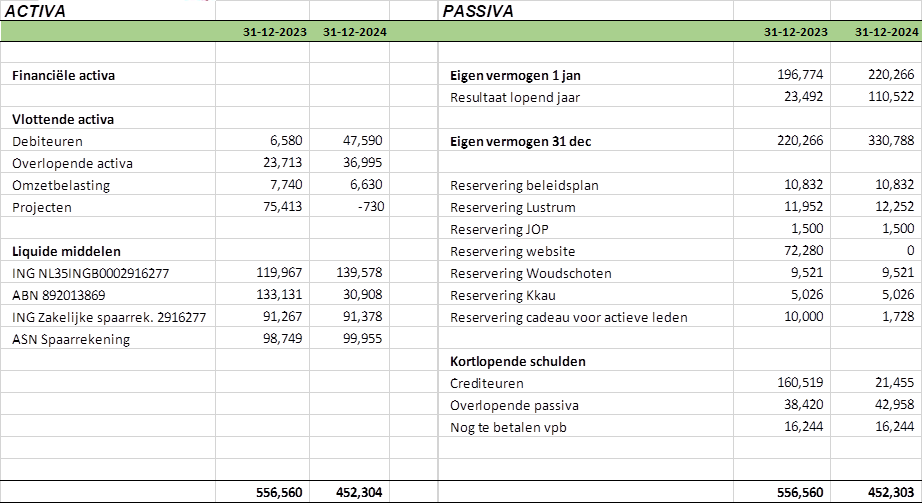 ACTIVA PASSIVA
31-12-2023 31-12-2024 31-12-2023 31-12-2024
Financiële activa Eigen vermogen 1 jan 196,774 220,266
Resultaat lopend jaar 23,492 110,522
Vlottende activa
Debiteuren 6,580 47,590 Eigen vermogen 31 dec 220,266 330,788
Overlopende activa 23,713 36,995
Omzetbelasting 7,740 6,630 Reservering beleidsplan 10,832 10,832
Projecten 75,413 -730 Reservering Lustrum 11,952 12,252
Reservering JOP 1,500 1,500
Liquide middelen Reservering website 72,280 0
ING NL35INGB0002916277 119,967 139,578 Reservering Woudschoten 9,521 9,521
ABN 892013869 133,131 30,908 Reservering Kkau 5,026 5,026
ING Zakelijke spaarrek. 2916277 91,267 91,378 Reservering cadeau voor actieve leden 10,000 1,728
ASN Spaarrekening 98,749 99,955
Kortlopende schulden
Crediteuren 160,519 21,455
Overlopende passiva 38,420 42,958
Nog te betalen vpb 16,244 16,244
556,560 452,304 556,560 452,303